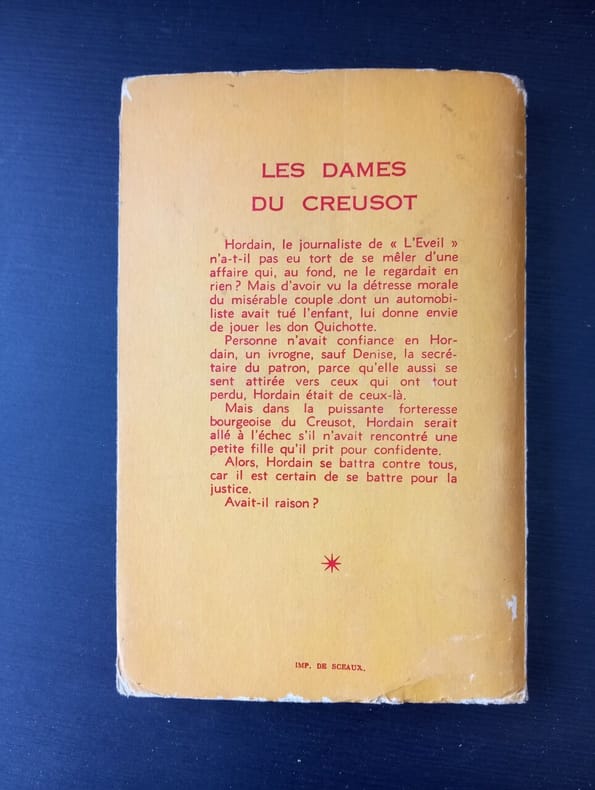 LES DAMES
DU CREUSOT
Hordain, le journaliste de « L'Eveil »
n'a-t-il pas eu tort de se mêler d'une
affaire qui, au fond, ne le regardait en
rien ? Mais d'avoir vu la détresse morale
du misérable couple dont un automobi-
liste avait tué l'enfant, lui donne envie
de jouer les don Quichotte.
Personne n'avait confiance en Hor-
dain, un ivrogne, sauf Denise, la secré-
taire du patron, parce qu'elle aussi se
sent attirée vers ceux qui ont tout
perdu, Hordain était de ceux-là.
Mais dans la puissante forteresse
bourgeoise du Creusot, Hordain serait
allé à l'échec s'il n'avait rencontré une
petite fille qu'il prit pour confidente.
Alors, Hordain se battra contre tous,
car il est certain de se battre pour la
justice.
Avait-il raison ?
IMP. DE SCEAUX.